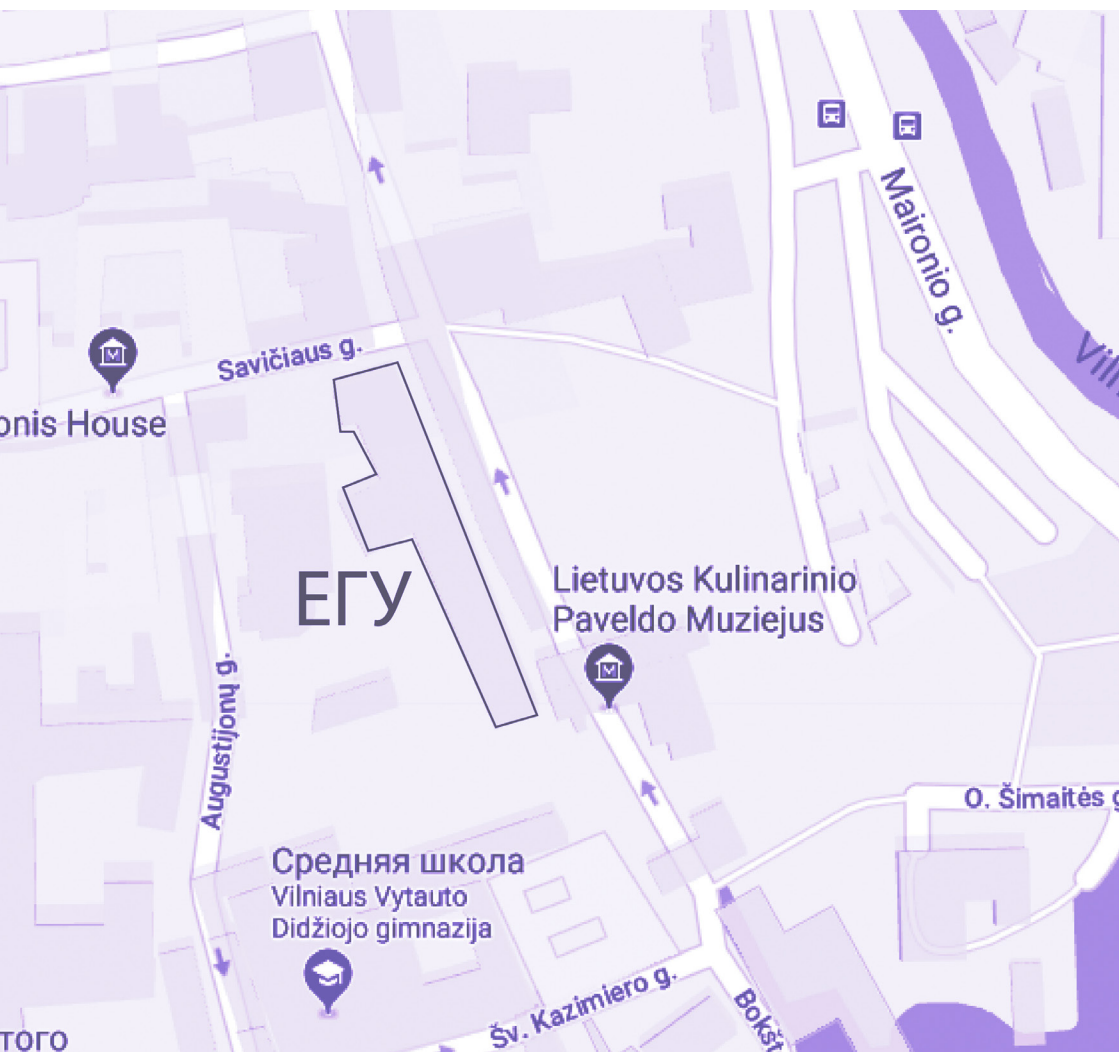 Maironio g.
Savičiaus g.
onis House
ЕГУ
Lietuvos Kulinarinio
Paveldo Muziejus
Augustijonų g.
O. Šimaitės g
Средняя школа
Vilniaus Vytauto
Didžiojo gimnazija
Šv. Kazimiero g.
Bokšt
того
Viln